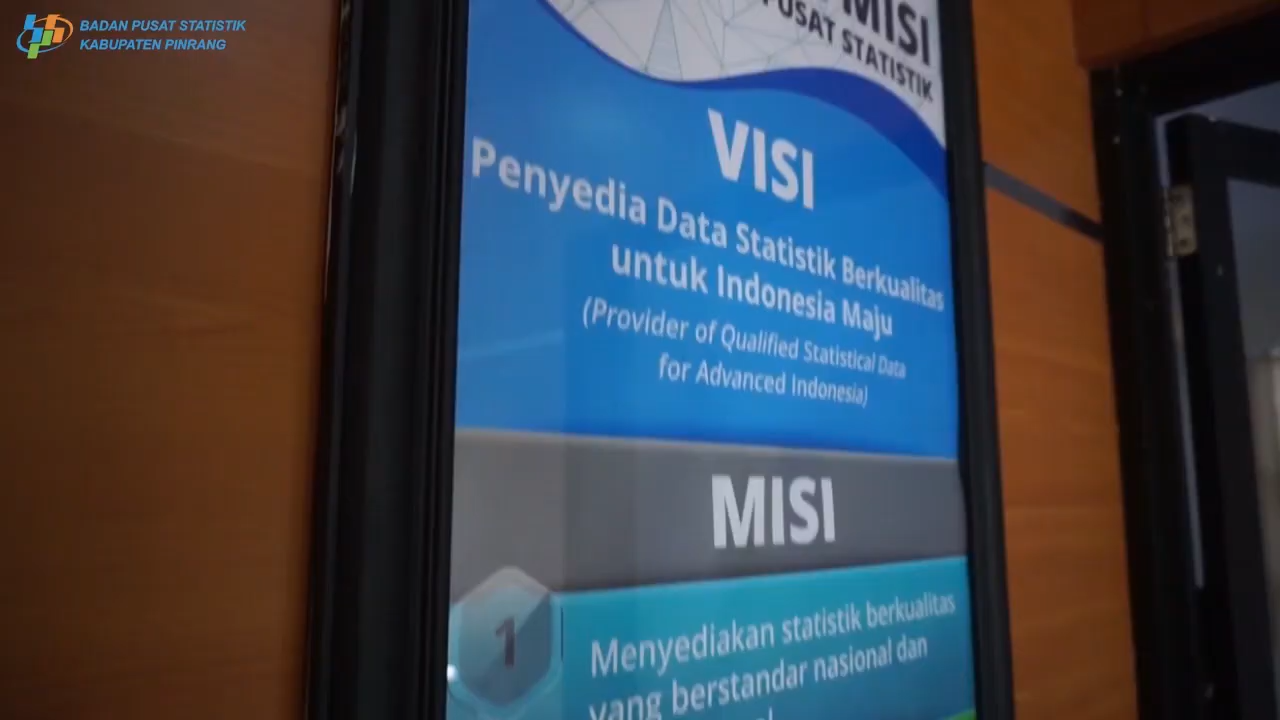 BADAN PUSAT STATISTIK
KABUPATEN PINRANG
MISI
PUSAT STATISTIK
VISI
Penyedia Data Statistik Berkualitas
untuk Indonesia Maju
(Provider of Qualified Statistical Data
for Advanced Indonesia)
MISI
1
Menyediakan statistik berkualitas
yang berstandar nasional dan